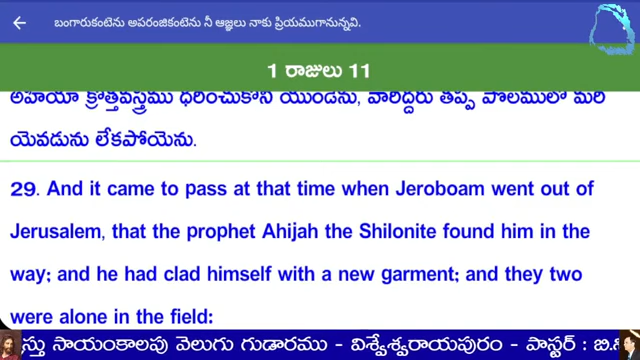 బంగారుకంటెను అపరంజికంటెను నీ ఆజ్ఞలు నాకు ప్రియముగానున్నవి.
1 రాజులు 11
అహీయా క్రొత్తవస్త్రము ధరించుకొని యుండెను, వారిద్దరు తప్ప పొలములో మరి
యెవడును లేకపోయెను.
29. And it came to pass at that time when Jeroboam went out of
Jerusalem, that the prophet Ahijah the Shilonite found him in the
way; and he had clad himself with a new garment; and they two
were alone in the field:
స్తు సాయంకాలపు వెలుగు గుడారము - విశ్వేశ్వరాయపురం - పాస్టర్ : బి.